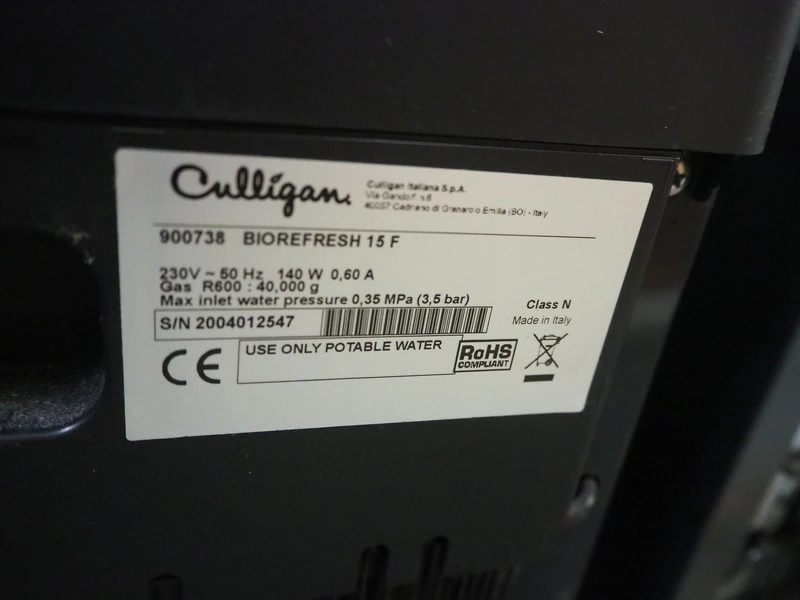 Culligan.
Culligan Italiana S.p.A.
Via Gandolfi n.6
40057 Cadriano di Granarolo Emilia (BO) - Italy
900738 BIOREFRESH 15 F
230V ~ 50 Hz 140 W 0,60 A
Gas R600 : 40,000 g
Max inlet water pressure 0,35 MPa (3,5 bar)
Class N
S/N 2004012547
Made in Italy
CE
USE ONLY POTABLE WATER
RoHS
COMPLIANT